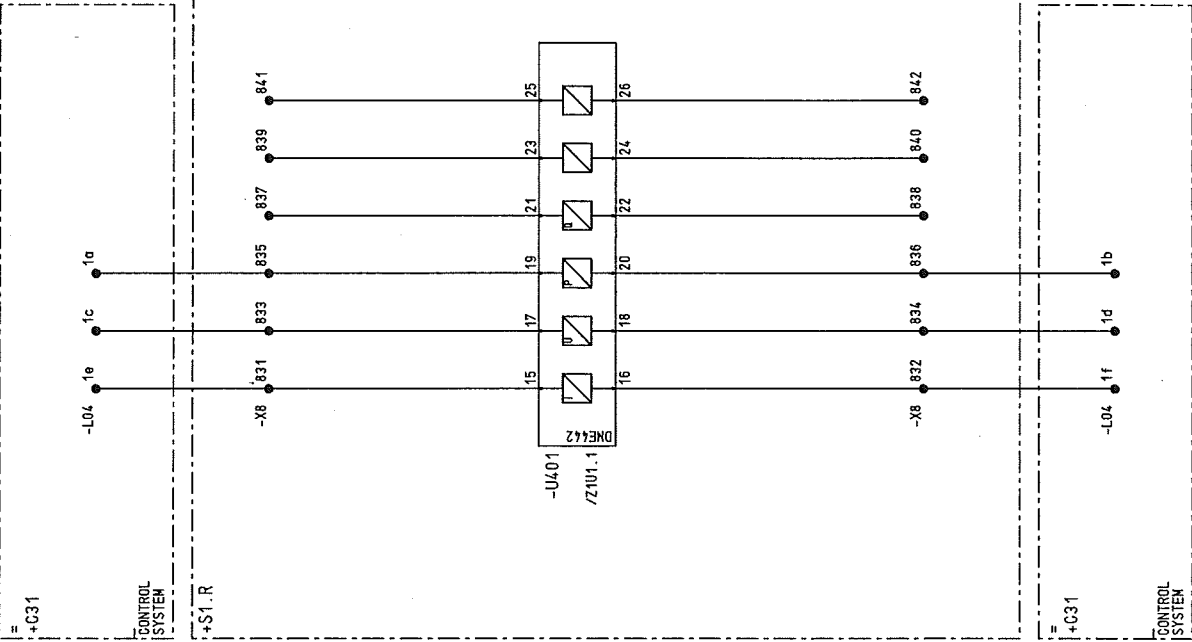 841
25
26
842
839
23
24
840
837
21
Q
22
838
1a
835
19
P
20
836
1b
1c
833
17
U
18
834
1d
1e
831
15
I
16
832
1f
-L04
-X8
DNE442
-X8
-L04
-U401
/Z1U1.1
=
+C31
CONTROL
SYSTEM
+S1.R
=
+C31
CONTROL
SYSTEM